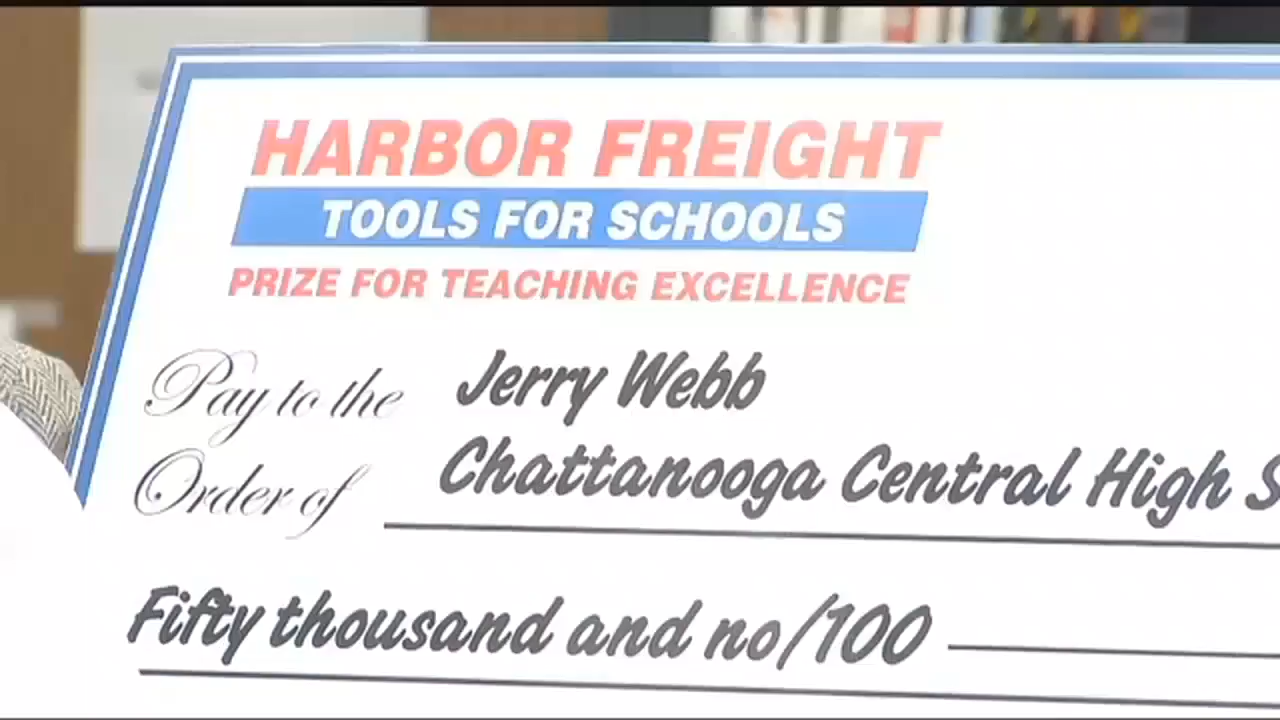 HARBOR FREIGHT
TOOLS FOR SCHOOLS
PRIZE FOR TEACHING EXCELLENCE
Pay to the Jerry Webb
Order of Chattanooga Central High S
Fifty thousand and no/100